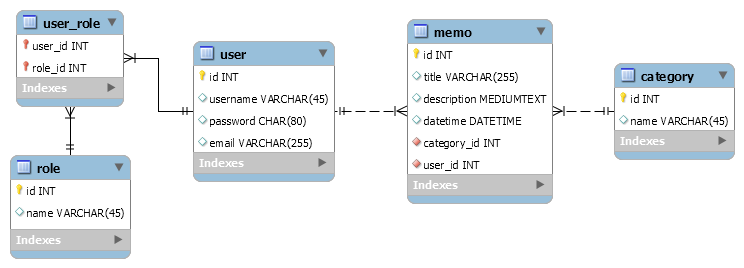 user_role
user_id INT
role_id INT
Indexes
role
id INT
name VARCHAR(45)
Indexes
user
id INT
username VARCHAR(45)
password CHAR(80)
email VARCHAR(255)
Indexes
memo
id INT
title VARCHAR(255)
description MEDIUMTEXT
datetime DATETIME
category_id INT
user_id INT
Indexes
category
id INT
name VARCHAR(45)
Indexes